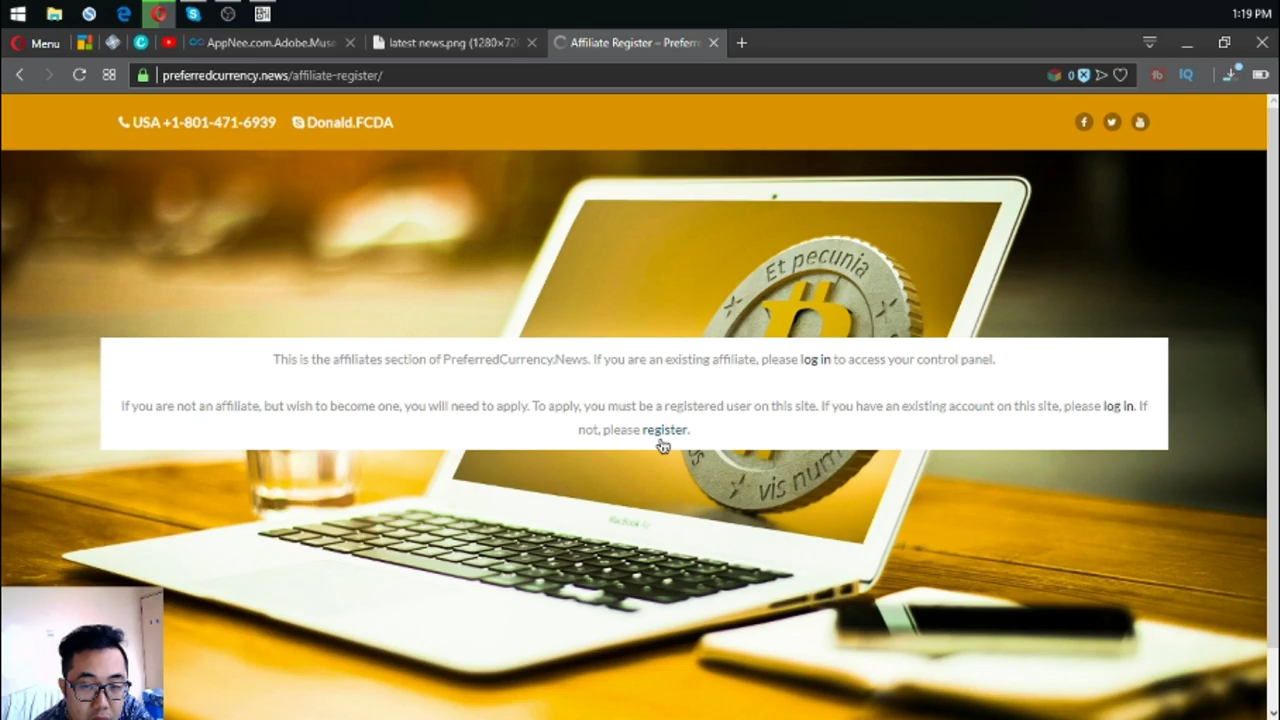 1:19 PM
Menu
AppNee.com.Adobe.Muse
latest news.png (1280×72
Affiliate Register – Preferre
preferredcurrency.news/affiliate-register/
0
IQ
USA +1-801-471-6939 Donald.FCDA
Et pecunia
This is the affiliates section of PreferredCurrency.News. If you are an existing affiliate, please log in to access your control panel.
If you are not an affiliate, but wish to become one, you will need to apply. To apply, you must be a registered user on this site. If you have an existing account on this site, please log in. If
not, please register.
vis num